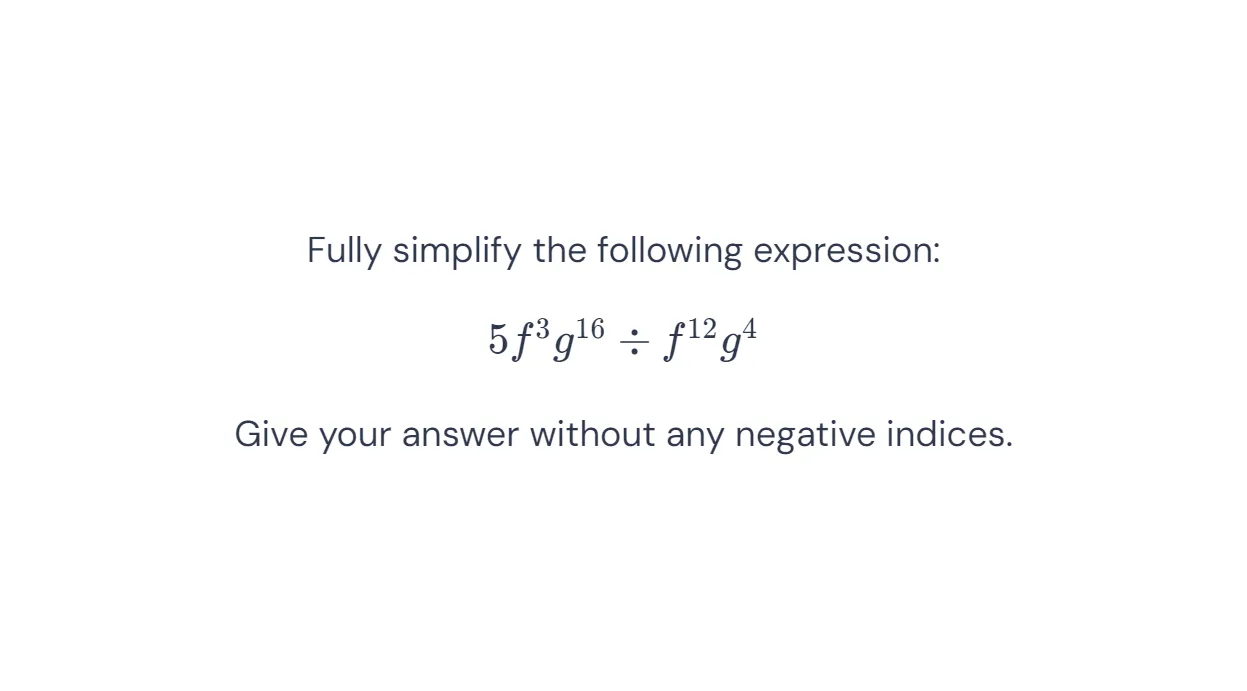 Fully simplify the following expression:
5f³g¹⁶ ÷ f¹²g⁴
Give your answer without any negative indices.